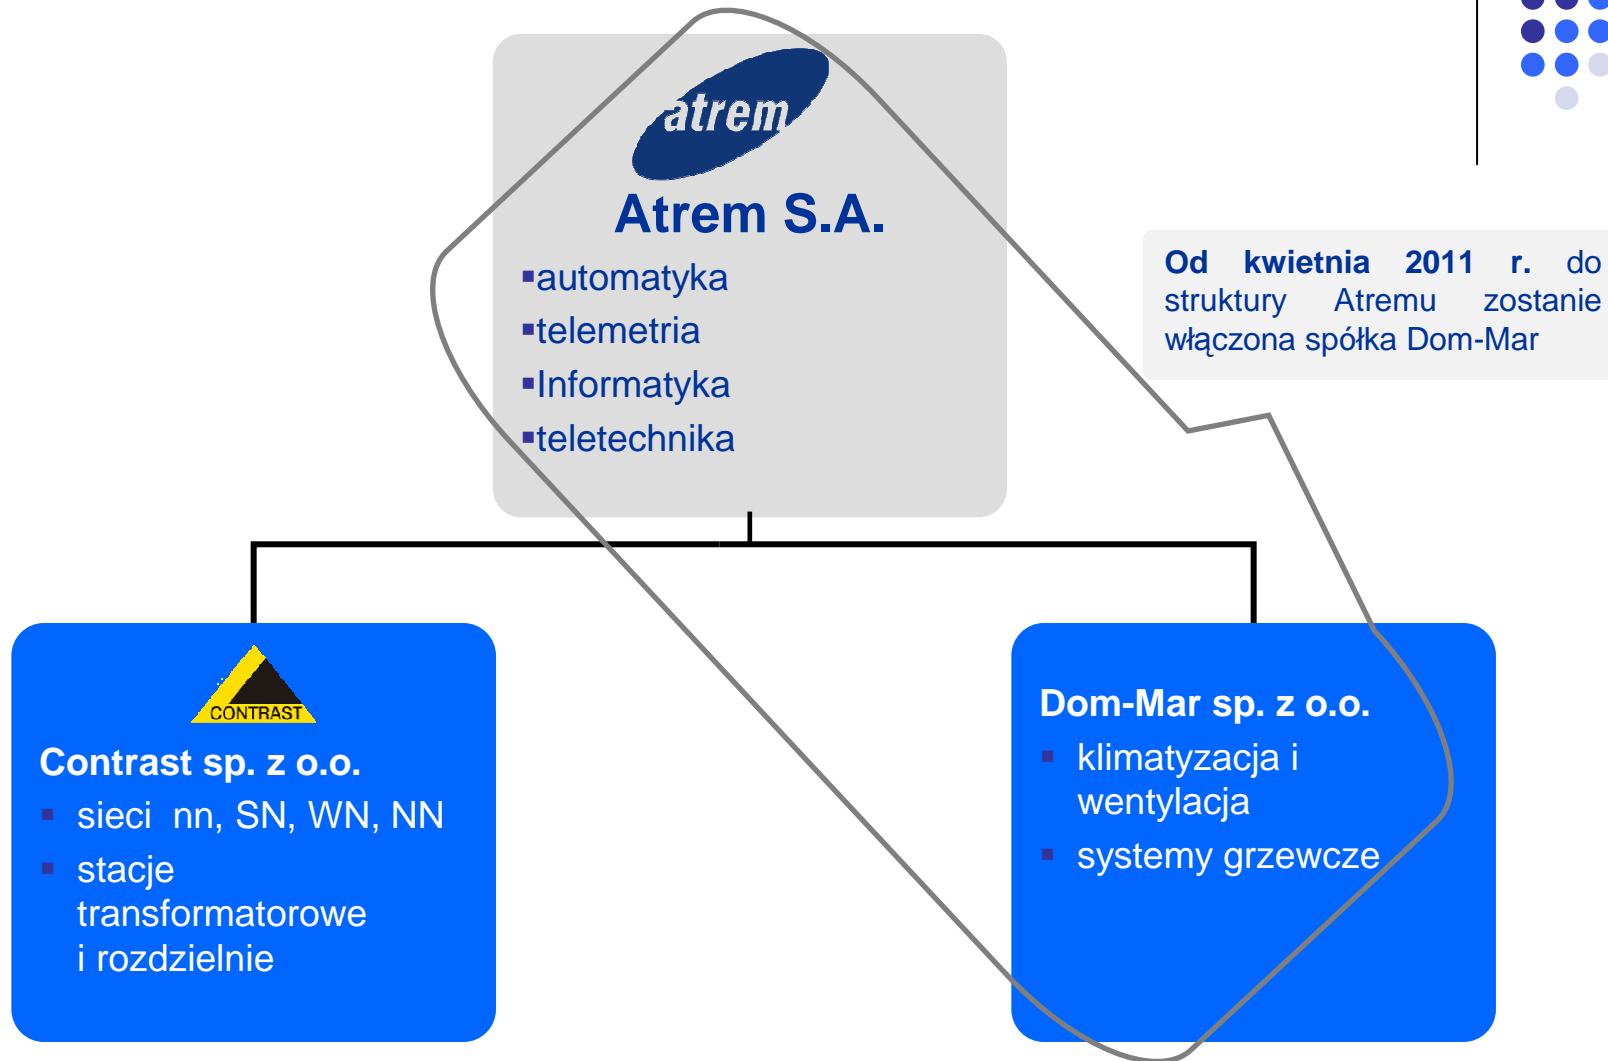 atrem
Atrem S.A.
▪automatyka
▪telemetria
▪Informatyka
▪teletechnika
Od kwietnia 2011 r. do
struktury Atremu zostanie
włączona spółka Dom-Mar
CONTRAST
Contrast sp. z o.o.
▪ sieci nn, SN, WN, NN
▪ stacje
transformatorowe
i rozdzielnie
Dom-Mar sp. z o.o.
▪ klimatyzacja i
wentylacja
▪ systemy grzewcze